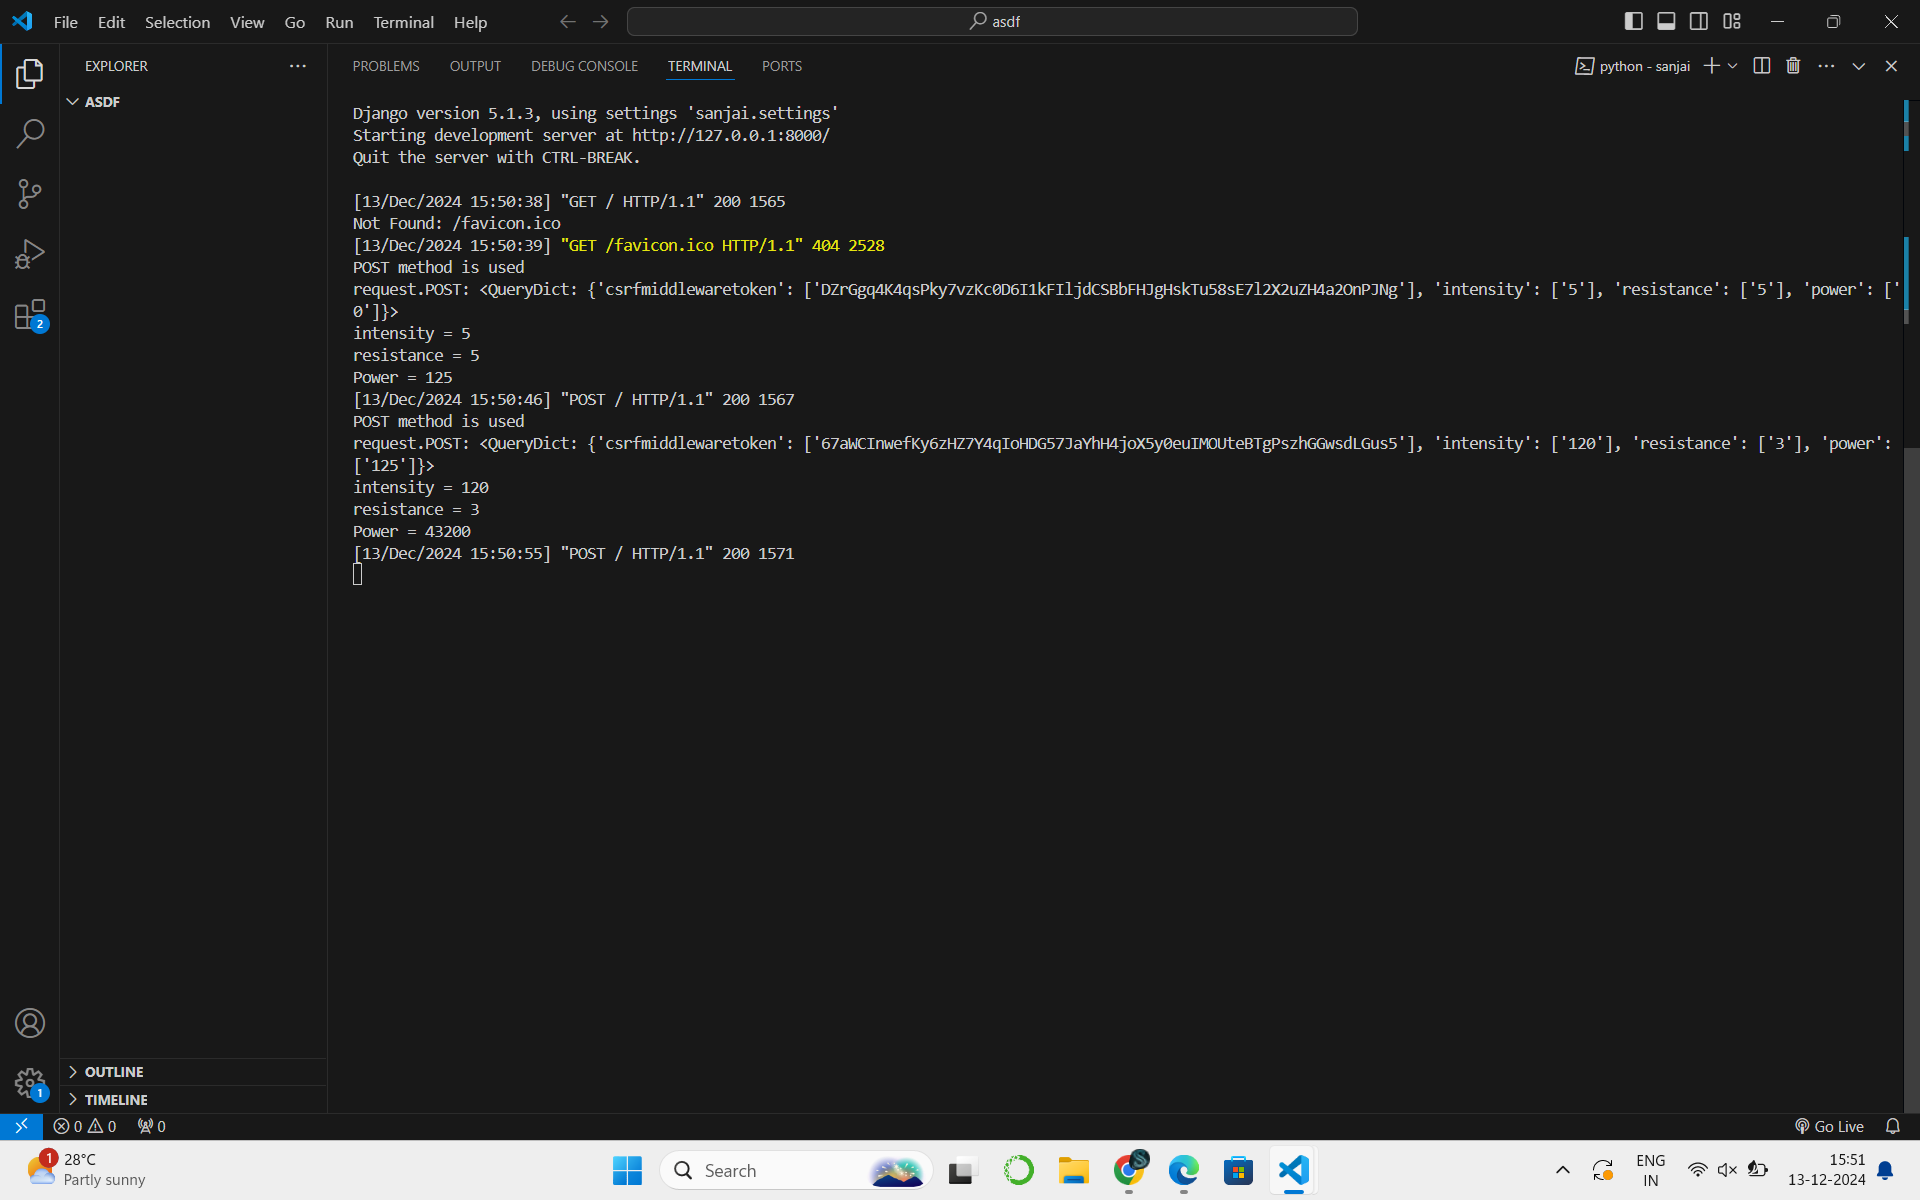 File Edit Selection View Go Run Terminal Help
asdf
EXPLORER
ASDF
PROBLEMS OUTPUT DEBUG CONSOLE TERMINAL PORTS
python - sanjai
Django version 5.1.3, using settings 'sanjai.settings'
Starting development server at http://127.0.0.1:8000/
Quit the server with CTRL-BREAK.
[13/Dec/2024 15:50:38] "GET / HTTP/1.1" 200 1565
Not Found: /favicon.ico
[13/Dec/2024 15:50:39] "GET /favicon.ico HTTP/1.1" 404 2528
POST method is used
request.POST: <QueryDict: {'csrfmiddlewaretoken': ['DZrGgq4K4qsPky7vzKc0D6I1kFIljdCSBbFHJgHskTu58sE7l2X2uZH4a2OnPJNg'], 'intensity': ['5'], 'resistance': ['5'], 'power': ['
0']}>
intensity = 5
resistance = 5
Power = 125
[13/Dec/2024 15:50:46] "POST / HTTP/1.1" 200 1567
POST method is used
request.POST: <QueryDict: {'csrfmiddlewaretoken': ['67aWCInwefKy6zHZ7Y4qIoHDG57JaYhH4joX5y0euIMOUteBTgPszhGGwsdLGus5'], 'intensity': ['120'], 'resistance': ['3'], 'power':
['125']}>
intensity = 120
resistance = 3
Power = 43200
[13/Dec/2024 15:50:55] "POST / HTTP/1.1" 200 1571
2
1
OUTLINE
TIMELINE
0 0 0
Go Live
1
28°C
Partly sunny
Search
ENG
IN
15:51
13-12-2024